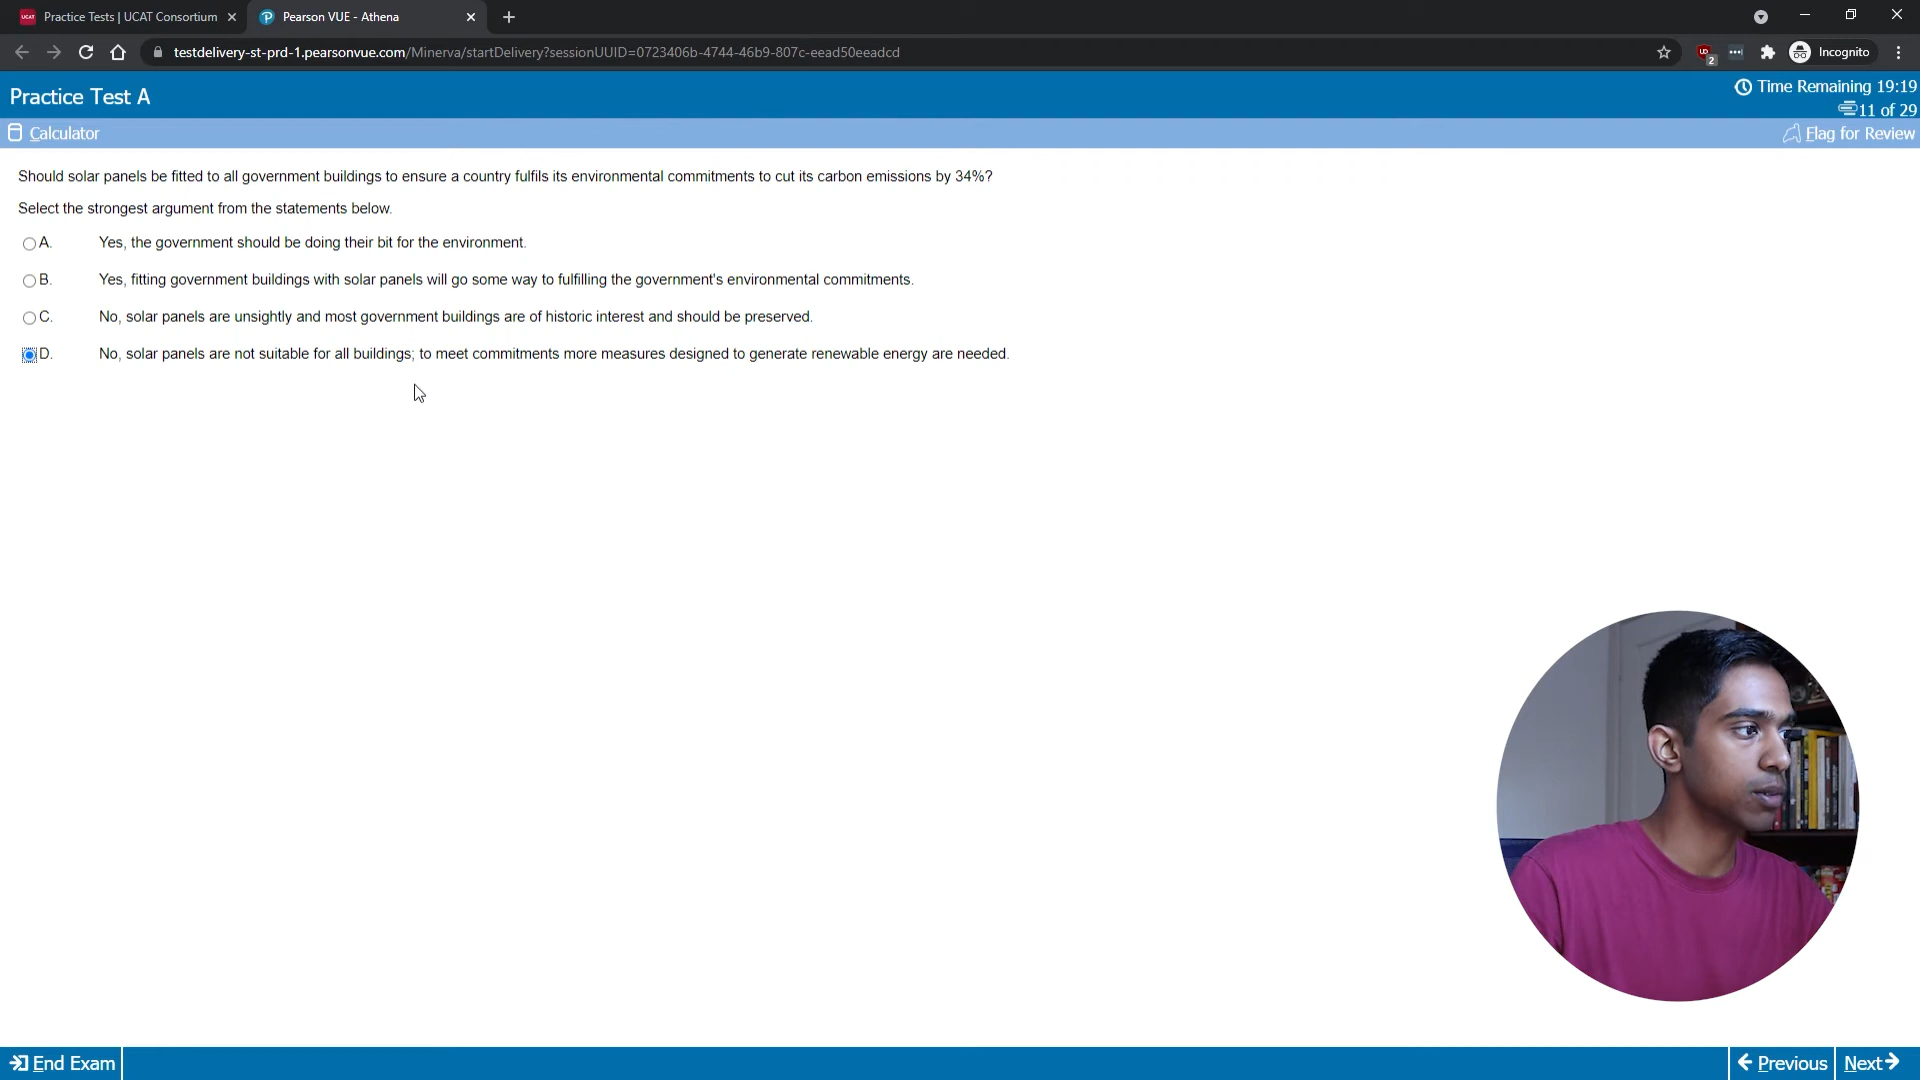 Practice Tests | UCAT Consortium
Pearson VUE - Athena
testdelivery-st-prd-1.pearsonvue.com/Minerva/startDelivery?sessionUUID=0723406b-4744-46b9-807c-eead50eeadcd
2
Incognito
Practice Test A
Time Remaining 19:19
11 of 29
Calculator
Flag for Review
Should solar panels be fitted to all government buildings to ensure a country fulfils its environmental commitments to cut its carbon emissions by 34%?
Select the strongest argument from the statements below.
A. Yes, the government should be doing their bit for the environment.
B. Yes, fitting government buildings with solar panels will go some way to fulfilling the government's environmental commitments.
C. No, solar panels are unsightly and most government buildings are of historic interest and should be preserved.
D. No, solar panels are not suitable for all buildings; to meet commitments more measures designed to generate renewable energy are needed.
End Exam
Previous
Next